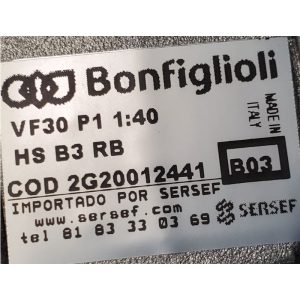 Bonfiglioli
VF30 P1 1:40
HS B3 RB
MADE IN
ITALY
COD 2G20012441
B03
IMPORTADO POR SERSEF
www.sersef.com
tel 81 83 33 03 69
SERSEF